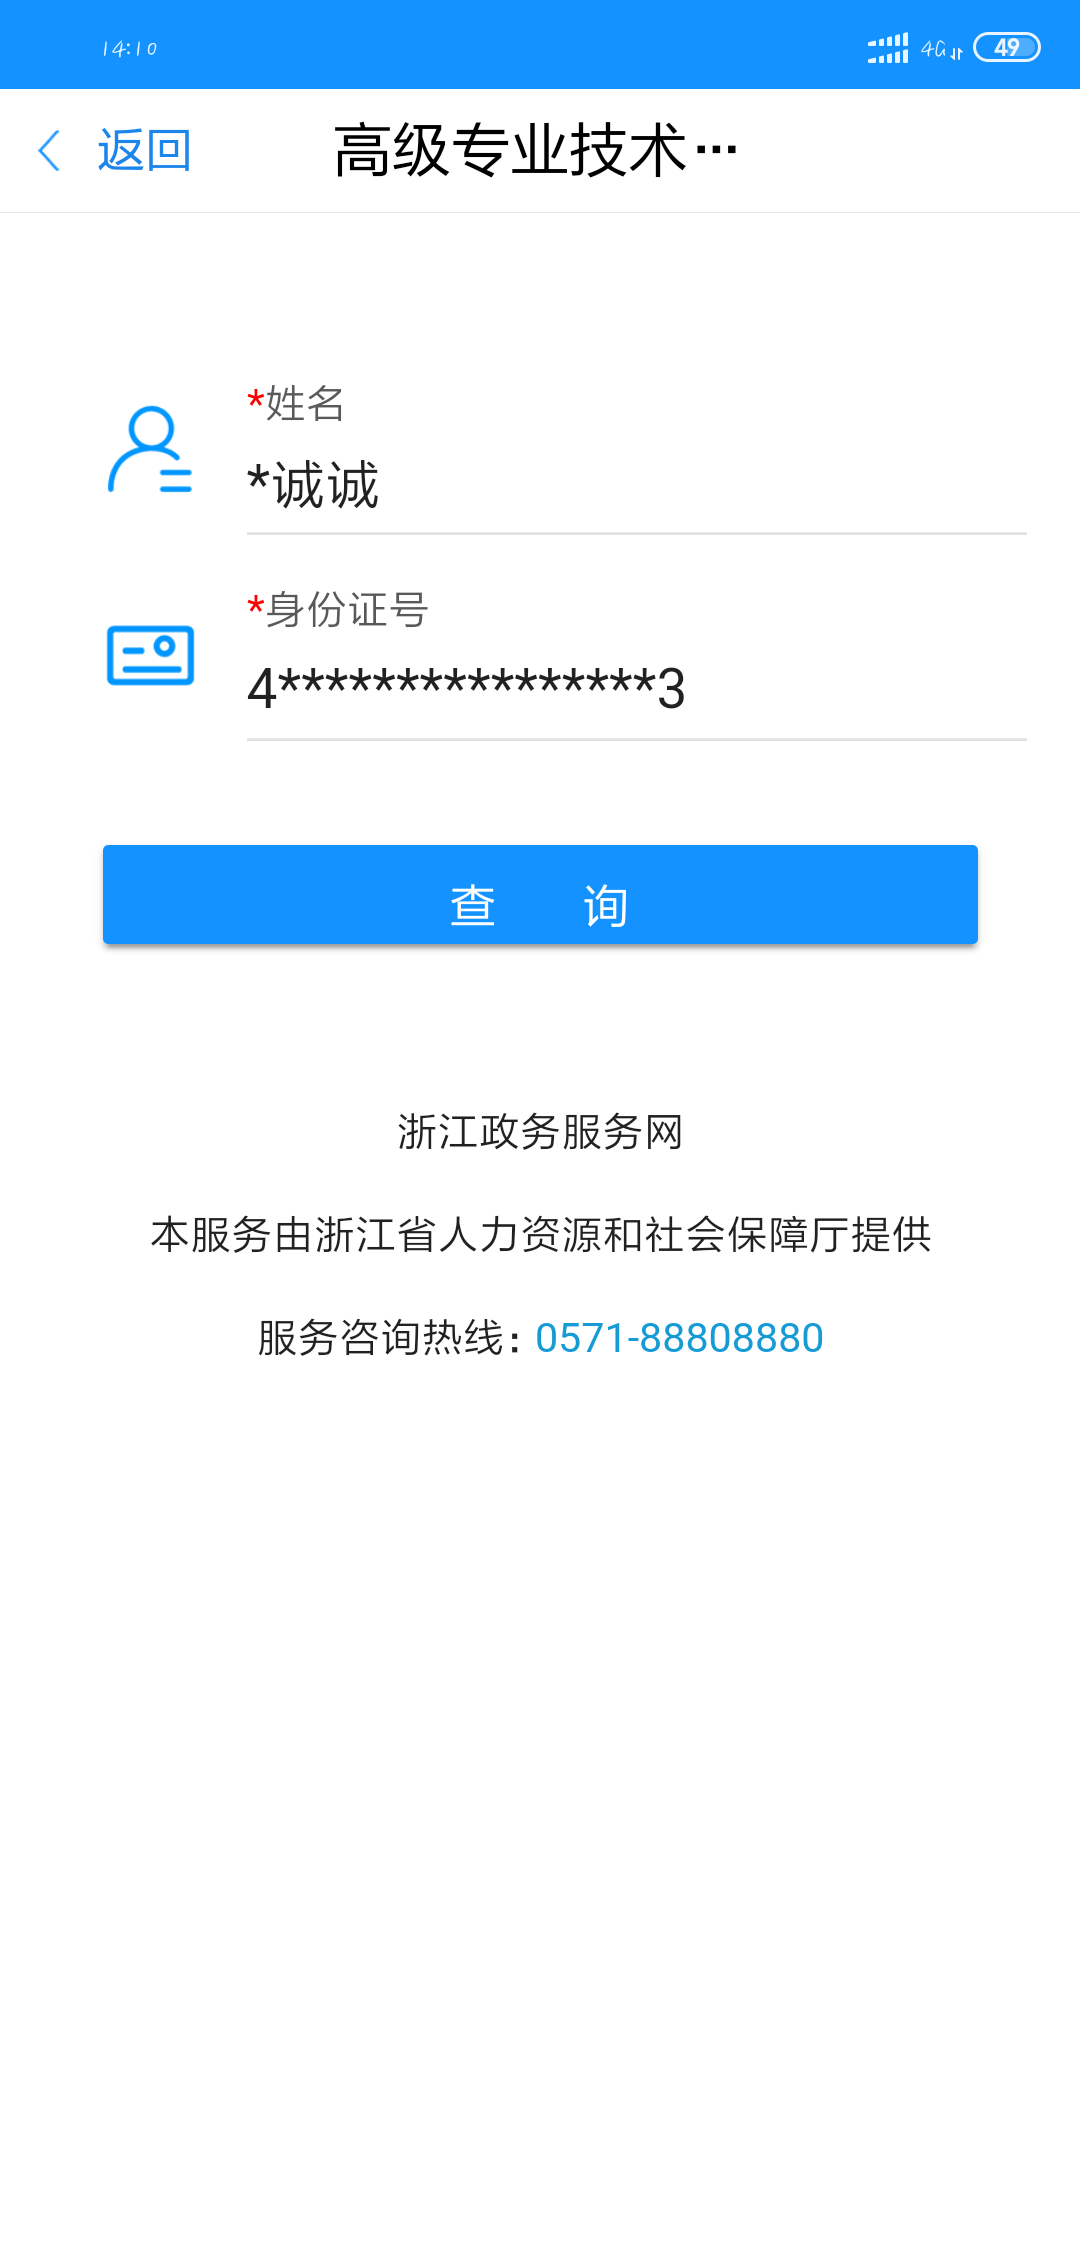 14:10
4G
49
返回
高级专业技术···
*姓名
*诚诚
*身份证号
4****************3
查 询
浙江政务服务网
本服务由浙江省人力资源和社会保障厅提供
服务咨询热线：0571-88808880